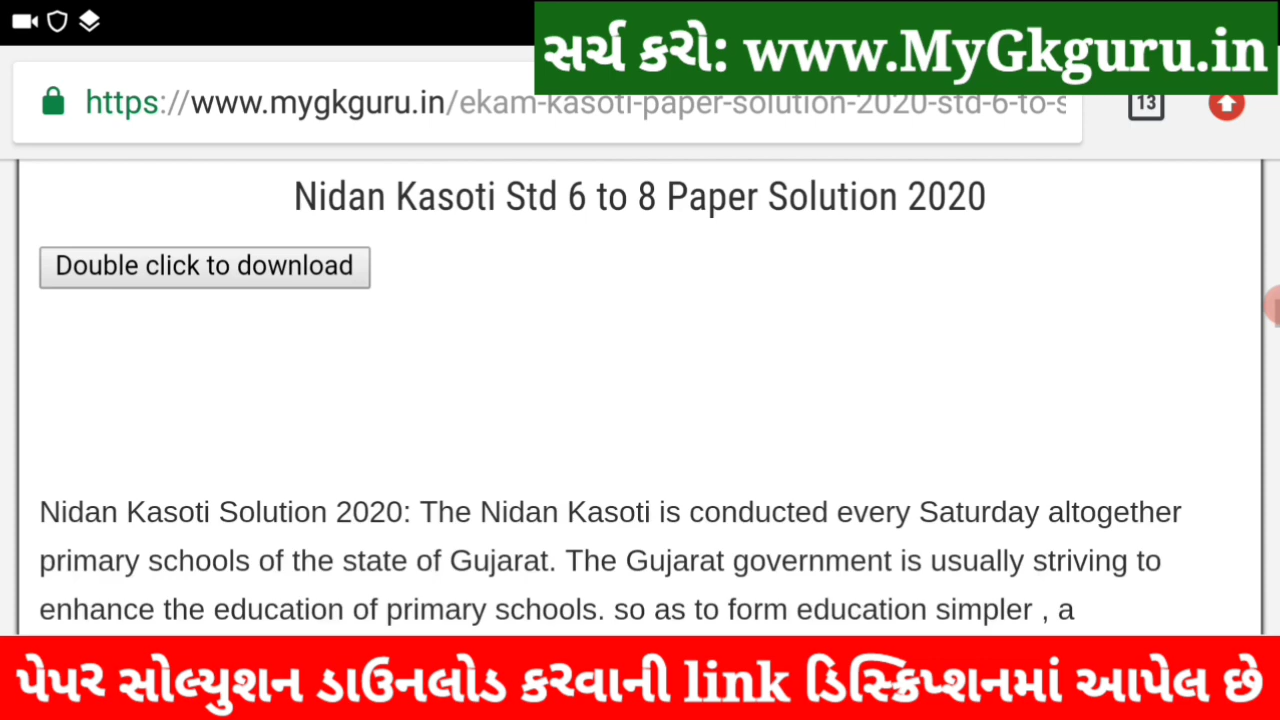 સર્ચ કરો: www.MyGkguru.in
https://www.mygkguru.in/ekam-kasoti-paper-solution-2020-std-6-to-s
13
Nidan Kasoti Std 6 to 8 Paper Solution 2020
Double click to download
Nidan Kasoti Solution 2020: The Nidan Kasoti is conducted every Saturday altogether
primary schools of the state of Gujarat. The Gujarat government is usually striving to
enhance the education of primary schools. so as to form education simpler , a
પેપર સોલ્યુશન ડાઉનલોડ કરવાની link ડિસ્ક્રિપ્શનમાં આપેલ છે